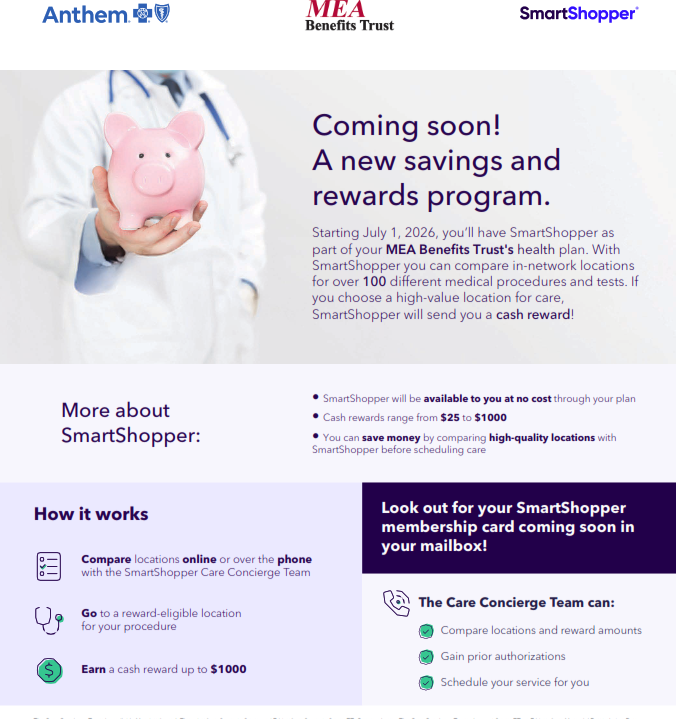 Anthem
MEA
Benefits Trust
SmartShopper
Coming soon!
A new savings and
rewards program.
Starting July 1, 2026, you'll have SmartShopper as
part of your MEA Benefits Trust's health plan. With
SmartShopper you can compare in-network locations
for over 100 different medical procedures and tests. If
you choose a high-value location for care,
SmartShopper will send you a cash reward!
More about
SmartShopper:
• SmartShopper will be available to you at no cost through your plan
• Cash rewards range from $25 to $1000
• You can save money by comparing high-quality locations with
SmartShopper before scheduling care
How it works
Compare locations online or over the phone
with the SmartShopper Care Concierge Team
Go to a reward-eligible location
for your procedure
$
Earn a cash reward up to $1000
Look out for your SmartShopper
membership card coming soon in
your mailbox!
The Care Concierge Team can:
Compare locations and reward amounts
Gain prior authorizations
Schedule your service for you